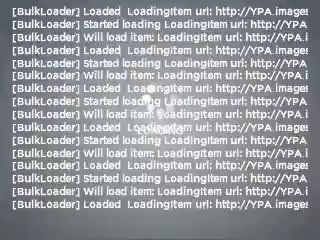 [BulkLoader] Loaded  LoadingItem url: http://YPA.images
[BulkLoader] Started loading LoadingItem url: http://YPA
[BulkLoader] Will load item: LoadingItem url: http://YPA.i
[BulkLoader] Loaded  LoadingItem url: http://YPA.images
[BulkLoader] Started loading LoadingItem url: http://YPA
[BulkLoader] Will load item: LoadingItem url: http://YPA.i
[BulkLoader] Loaded  LoadingItem url: http://YPA.images
[BulkLoader] Started loading LoadingItem url: http://YPA
[BulkLoader] Will load item: LoadingItem url: http://YPA.i
[BulkLoader] Loaded  LoadingItem url: http://YPA.images
LOADING
[BulkLoader] Started loading LoadingItem url: http://YPA
[BulkLoader] Will load item: LoadingItem url: http://YPA.i
[BulkLoader] Loaded  LoadingItem url: http://YPA.images
[BulkLoader] Started loading LoadingItem url: http://YPA
[BulkLoader] Will load item: LoadingItem url: http://YPA.i
[BulkLoader] Loaded  LoadingItem url: http://YPA.images